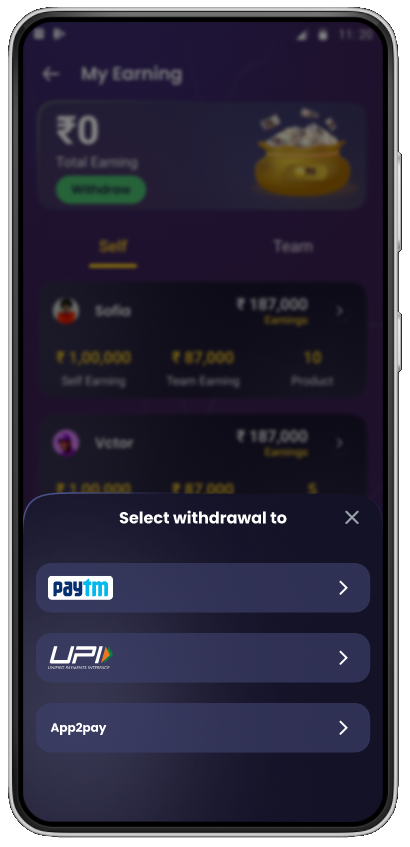 11:20
My Earning
₹0
Total Earning
Withdraw
Self Team
Sofia ₹ 187,000
Earnings
₹ 1,00,000 ₹ 87,000 10
Self Earning Team Earning Product
Vctor ₹ 187,000
Earnings
₹ 1,00,000 ₹ 87,000 5
Select withdrawal to
paytm
UPI
UNIFIED PAYMENTS INTERFACE
App2pay